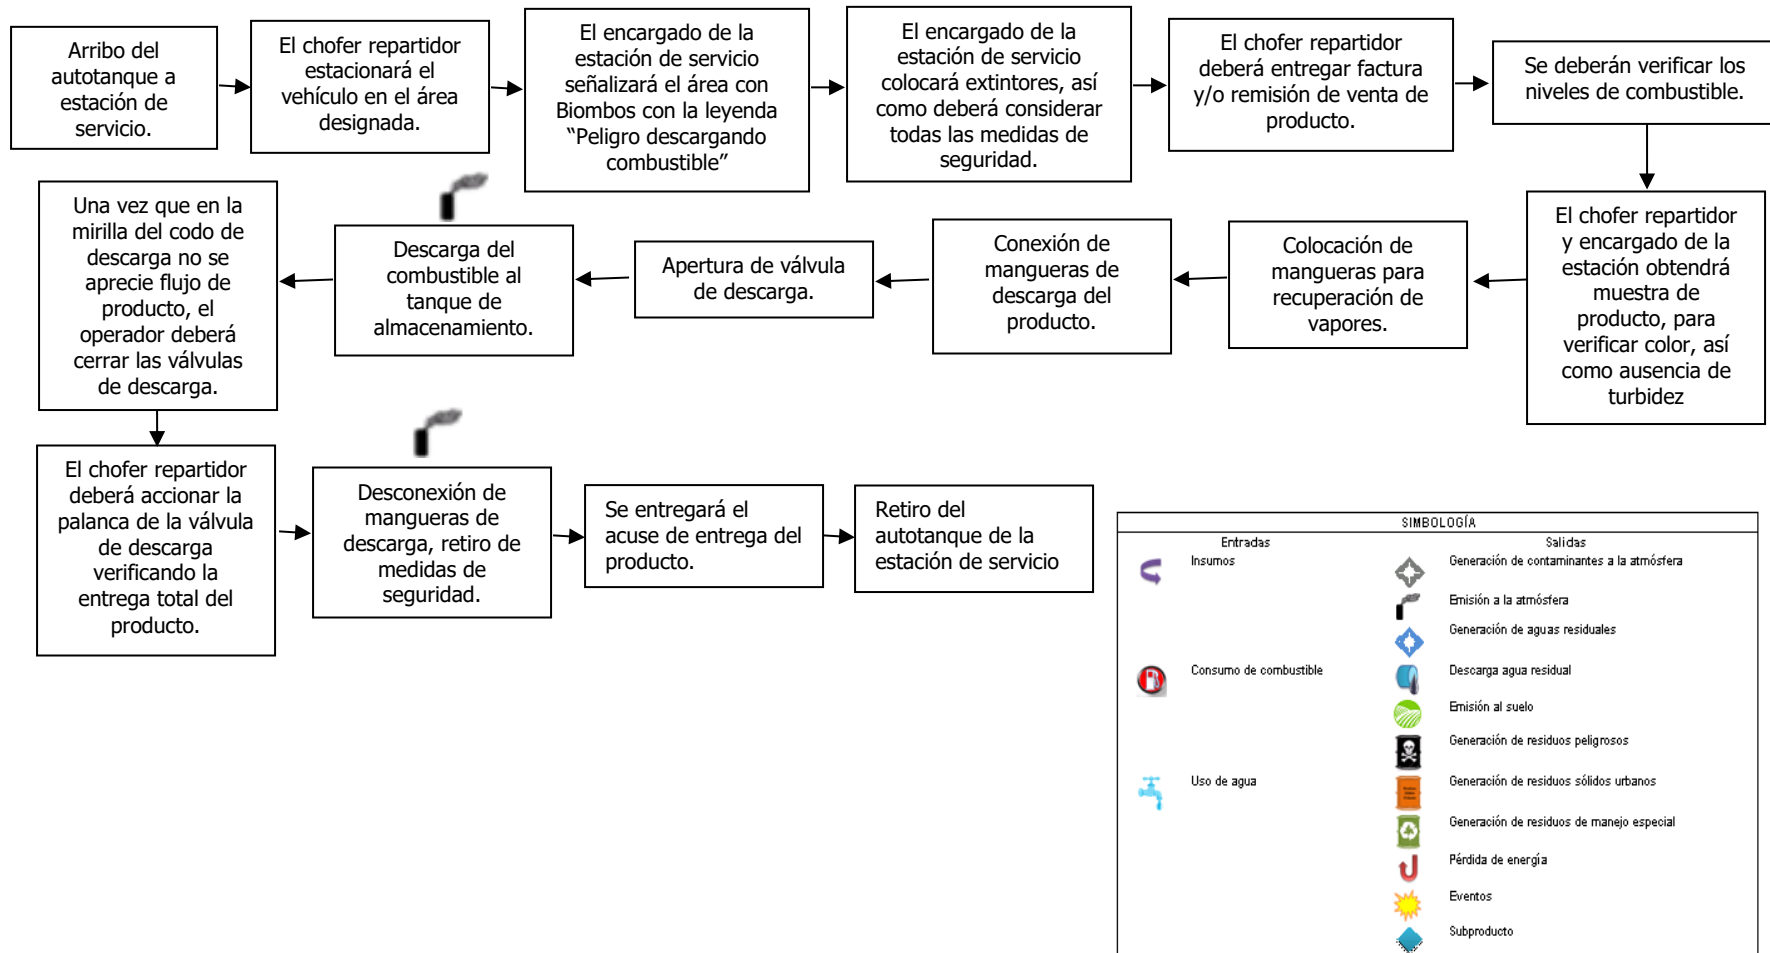 Arribo del
autotanque a
estación de
servicio.
El chofer repartidor
estacionará el
vehículo en el área
designada.
El encargado de la
estación de servicio
señalizará el área con
Biombos con la leyenda
“Peligro descargando
combustible”
El encargado de la
estación de servicio
colocará extintores, así
como deberá considerar
todas las medidas de
seguridad.
El chofer repartidor
deberá entregar factura
y/o remisión de venta de
producto.
Se deberán verificar los
niveles de combustible.
El chofer repartidor
y encargado de la
estación obtendrá
muestra de
producto, para
verificar color, así
como ausencia de
turbidez
Colocación de
mangueras para
recuperación de
vapores.
Conexión de
mangueras de
descarga del
producto.
Apertura de válvula
de descarga.
Descarga del
combustible al
tanque de
almacenamiento.
Una vez que en la
mirilla del codo de
descarga no se
aprecie flujo de
producto, el
operador deberá
cerrar las válvulas
de descarga.
El chofer repartidor
deberá accionar la
palanca de la válvula
de descarga
verificando la
entrega total del
producto.
Desconexión de
mangueras de
descarga, retiro de
medidas de
seguridad.
Se entregará el
acuse de entrega del
producto.
Retiro del
autotanque de la
estación de servicio
SIMBOLOGÍA
Entradas
Salidas
Insumos
Generación de contaminantes a la atmósfera
Emisión a la atmósfera
Generación de aguas residuales
Consumo de combustible
Descarga agua residual
Emisión al suelo
Generación de residuos peligrosos
Uso de agua
Generación de residuos sólidos urbanos
Generación de residuos de manejo especial
Pérdida de energía
Eventos
Subproducto